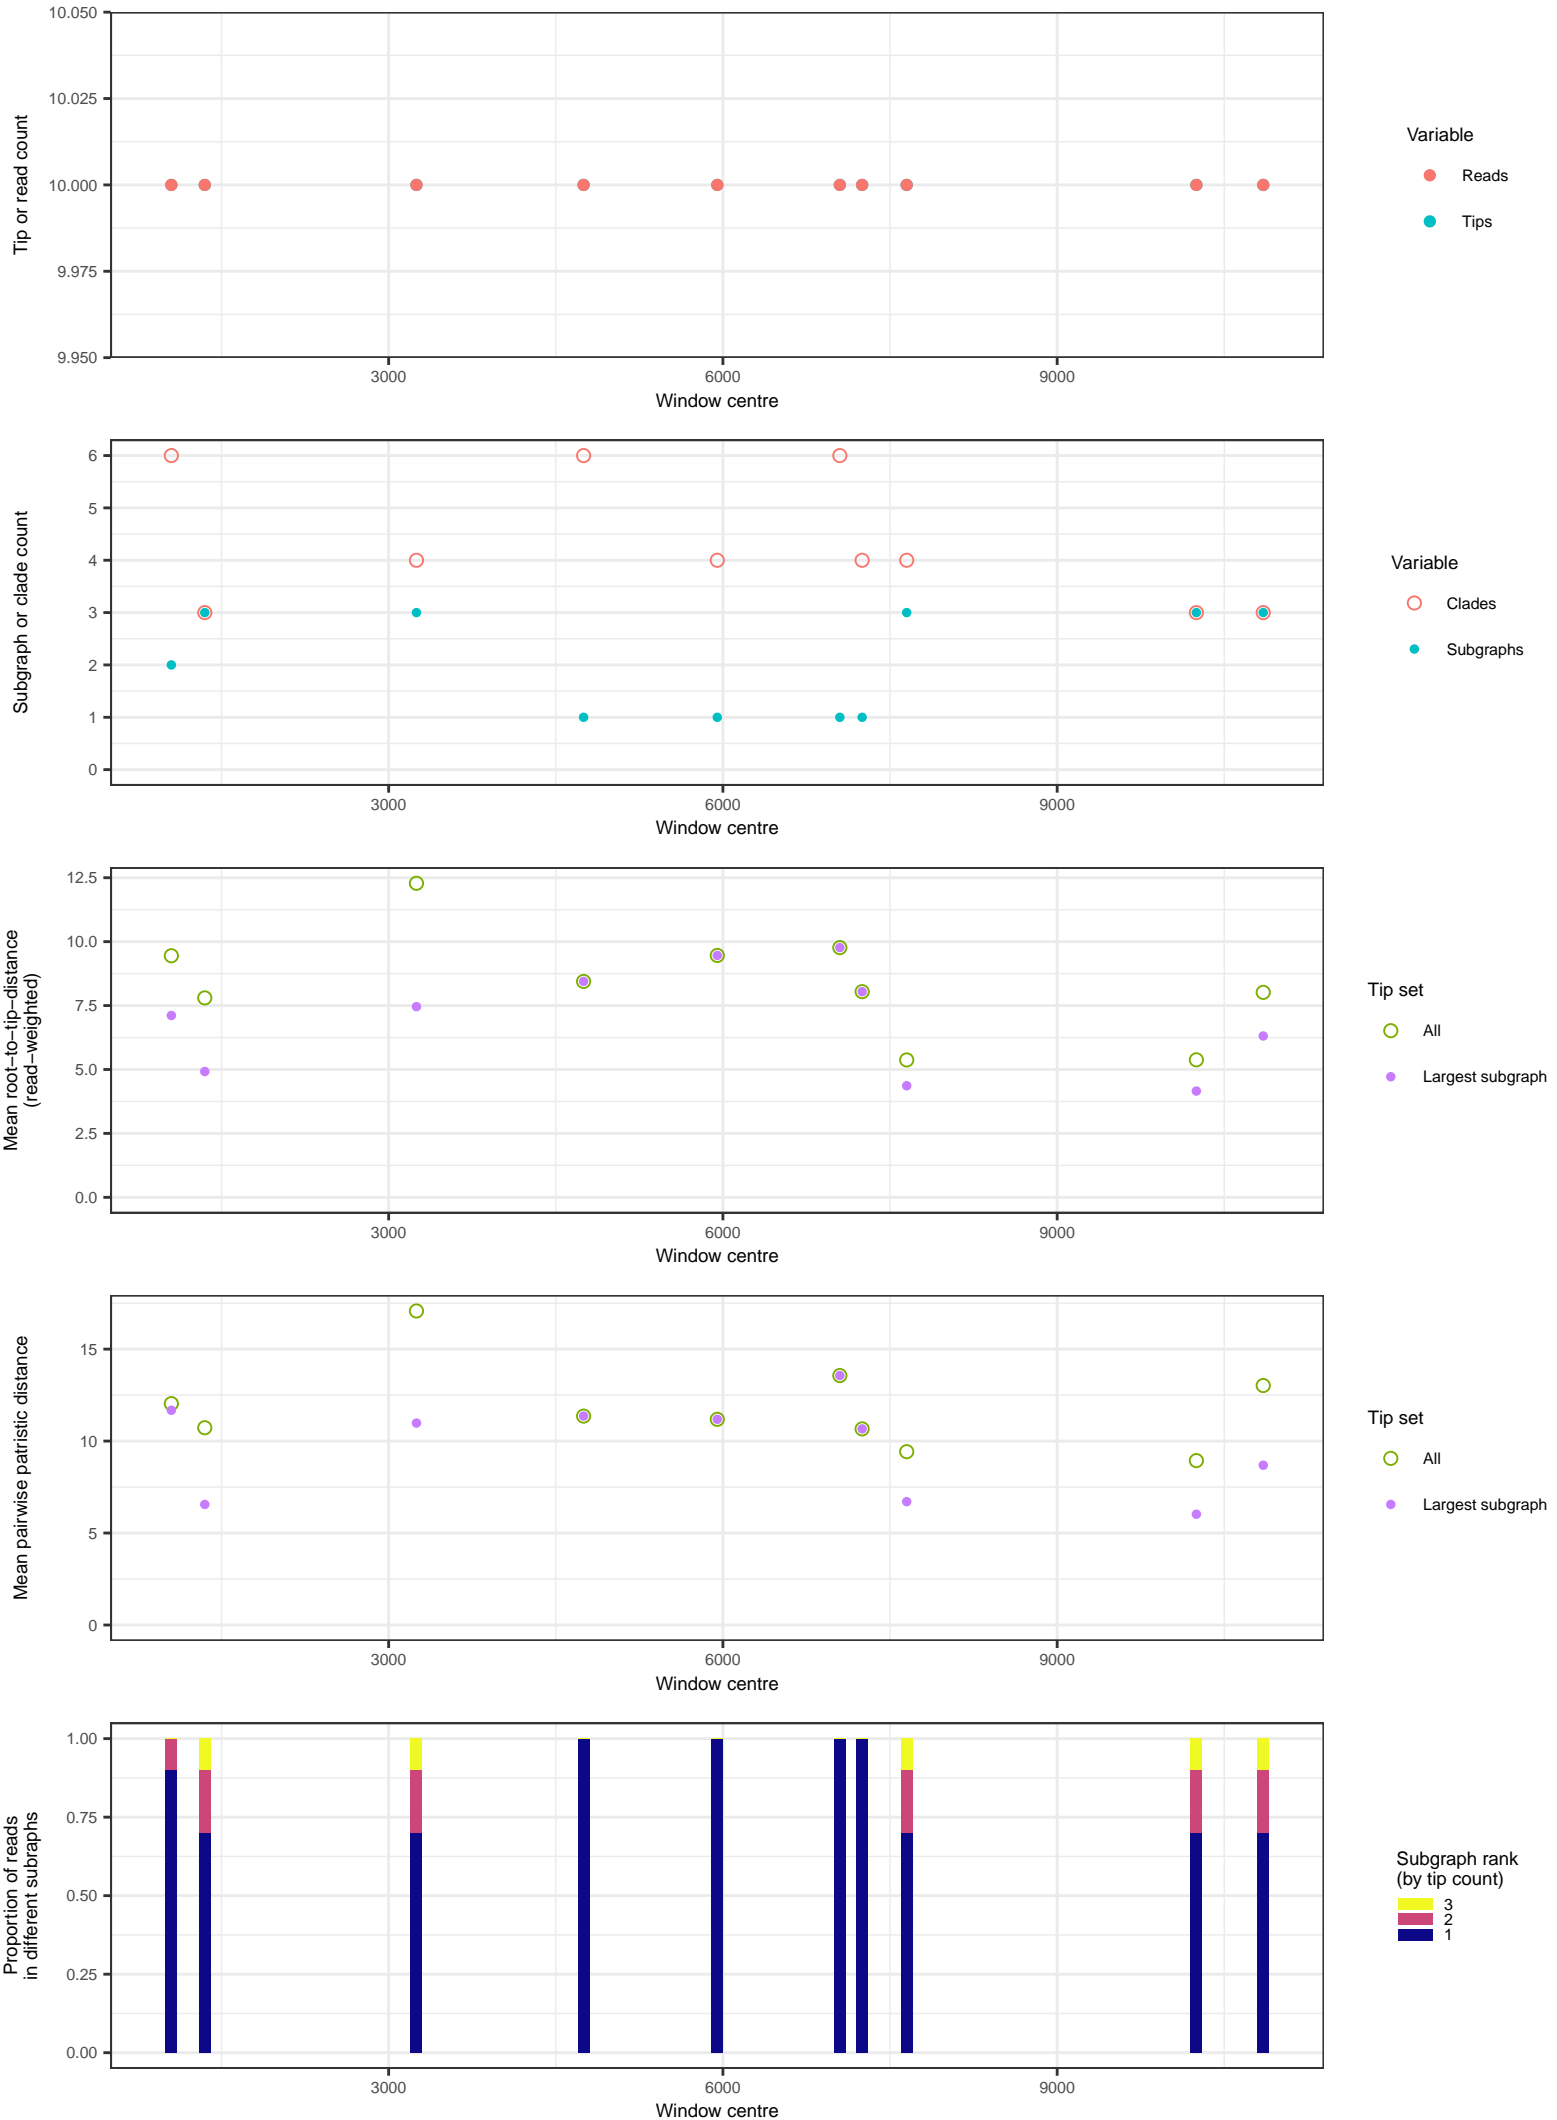 10.050
10.025
10.000
9.975
9.950
Tip or read count
3000 6000 9000
Window centre
Variable
Reads
Tips
6
5
4
3
2
1
0
Subgraph or clade count
3000 6000 9000
Window centre
Variable
Clades
Subgraphs
12.5
10.0
7.5
5.0
2.5
0.0
Mean root−to−tip−distance
(read−weighted)
3000 6000 9000
Window centre
Tip set
All
Largest subgraph
15
10
5
0
Mean pairwise patristic distance
3000 6000 9000
Window centre
Tip set
All
Largest subgraph
1.00
0.75
0.50
0.25
0.00
Proportion of reads
in different subraphs
3000 6000 9000
Window centre
Subgraph rank
(by tip count)
3
2
1